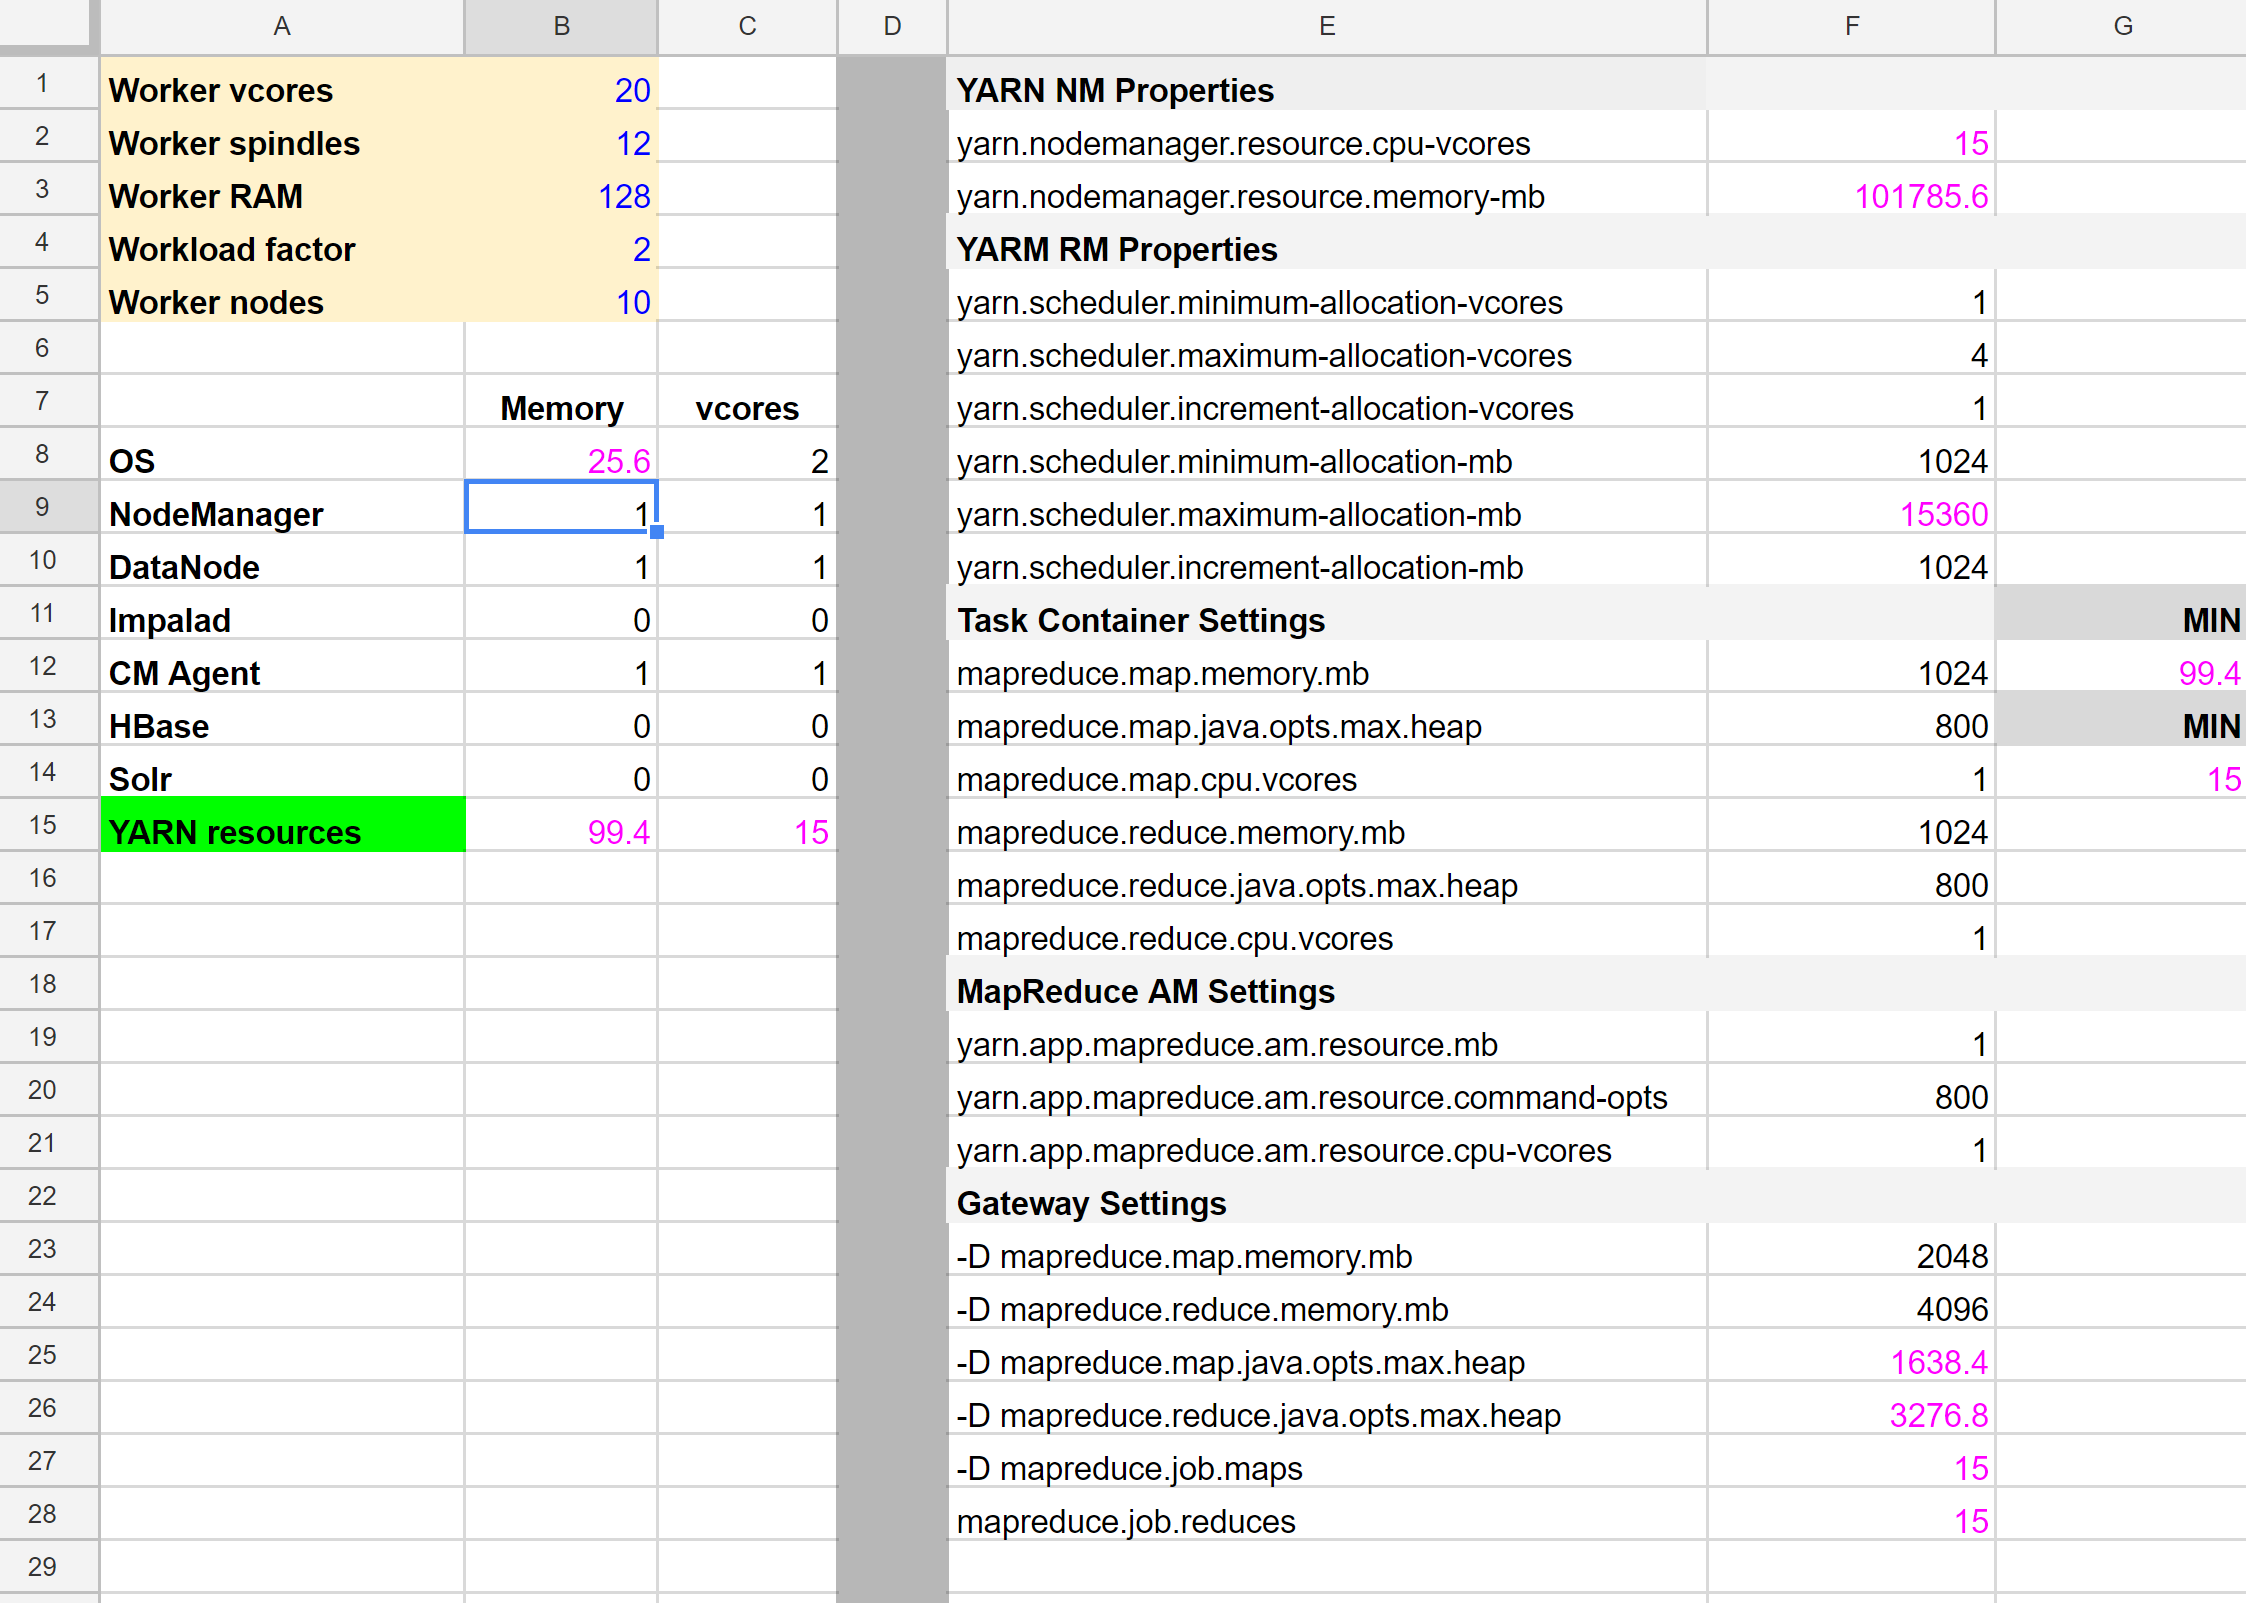 A B C D E F G
1 Worker vcores 20 YARN NM Properties
2 Worker spindles 12 yarn.nodemanager.resource.cpu-vcores 15
3 Worker RAM 128 yarn.nodemanager.resource.memory-mb 101785.6
4 Workload factor 2 YARM RM Properties
5 Worker nodes 10 yarn.scheduler.minimum-allocation-vcores 1
6 yarn.scheduler.maximum-allocation-vcores 4
7 Memory vcores yarn.scheduler.increment-allocation-vcores 1
8 OS 25.6 2 yarn.scheduler.minimum-allocation-mb 1024
9 NodeManager 1 1 yarn.scheduler.maximum-allocation-mb 15360
10 DataNode 1 1 yarn.scheduler.increment-allocation-mb 1024
11 Impalad 0 0 Task Container Settings MIN
12 CM Agent 1 1 mapreduce.map.memory.mb 1024 99.4
13 HBase 0 0 mapreduce.map.java.opts.max.heap 800 MIN
14 Solr 0 0 mapreduce.map.cpu.vcores 1 15
15 YARN resources 99.4 15 mapreduce.reduce.memory.mb 1024
16 mapreduce.reduce.java.opts.max.heap 800
17 mapreduce.reduce.cpu.vcores 1
18 MapReduce AM Settings
19 yarn.app.mapreduce.am.resource.mb 1
20 yarn.app.mapreduce.am.resource.command-opts 800
21 yarn.app.mapreduce.am.resource.cpu-vcores 1
22 Gateway Settings
23 -D mapreduce.map.memory.mb 2048
24 -D mapreduce.reduce.memory.mb 4096
25 -D mapreduce.map.java.opts.max.heap 1638.4
26 -D mapreduce.reduce.java.opts.max.heap 3276.8
27 -D mapreduce.job.maps 15
28 mapreduce.job.reduces 15
29